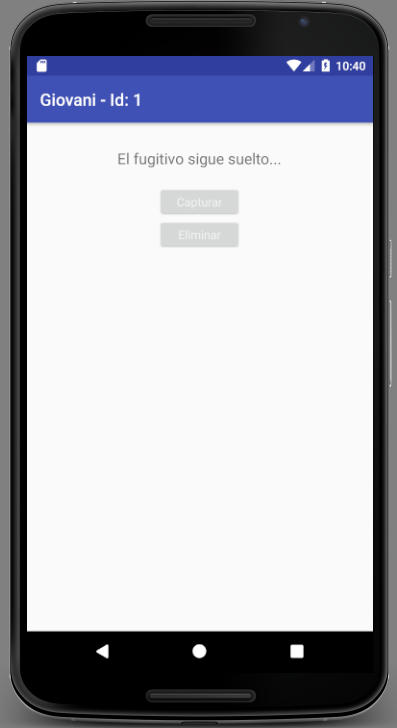 10:40
Giovani - Id: 1
El fugitivo sigue suelto...
Capturar
Eliminar